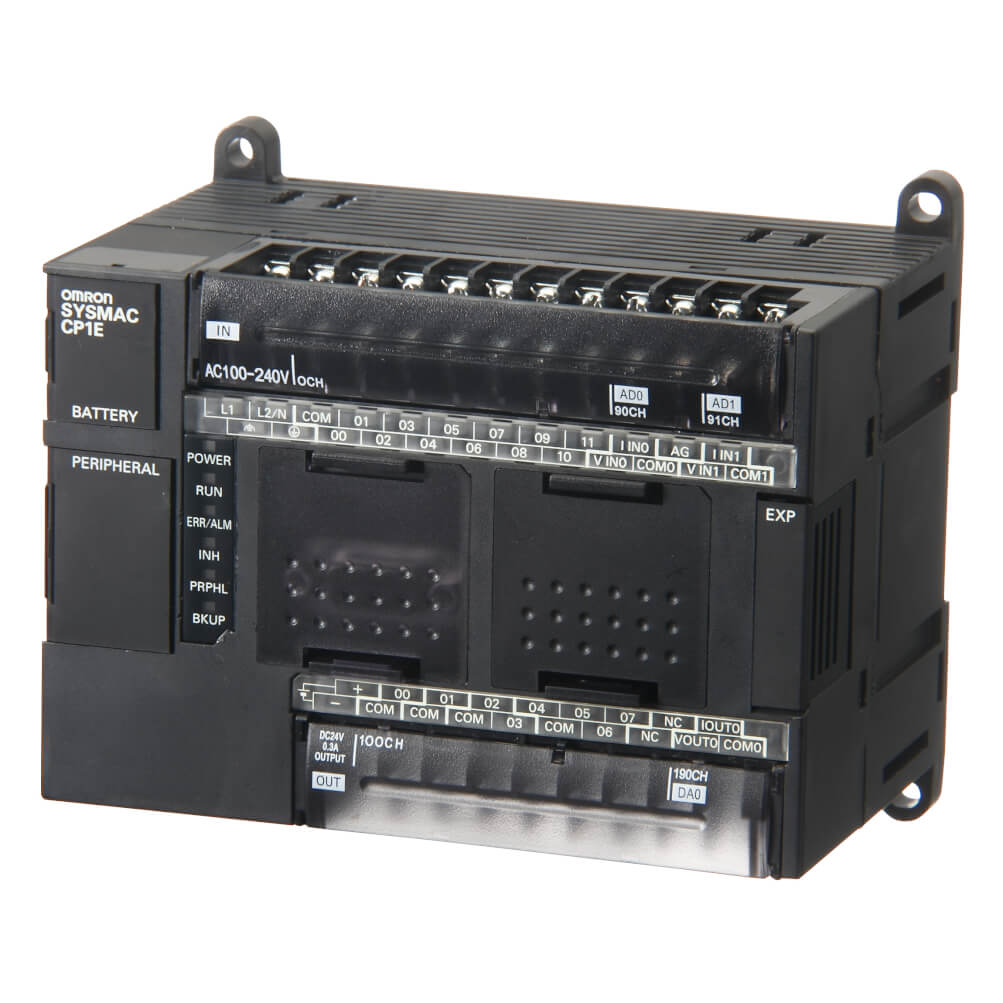 OMRON
SYSMAC
CP1E
BATTERY
PERIPHERAL
IN
AC100-240V 0CH
AD0
90CH
AD1
91CH
L1 L2/N COM 01 03 05 07 09 11 I IN0 AG I IN1
00 02 04 06 08 10 V IN0 COM0 V IN1 COM1
POWER
RUN
ERR/ALM
INH
PRPHL
BKUP
EXP
+ 00 01 02 04 05 07 NC IOUT0
− COM COM COM 03 COM 06 NC VOUT0 COM0
DC24V
0.3A
OUTPUT
100CH
OUT
190CH
DA0